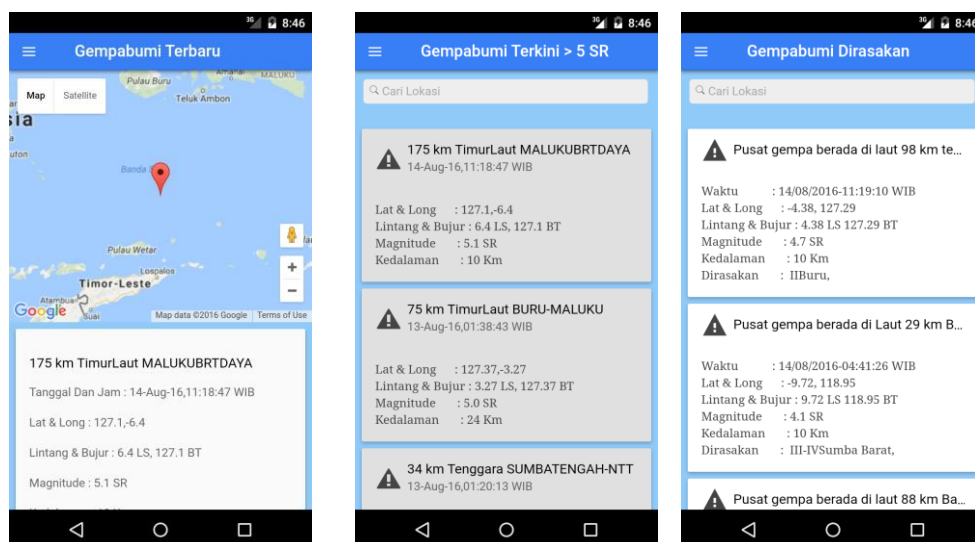 3G 8:46
Gempabumi Terbaru
Map Satellite
Pulau Buru
Amahai
MALUKU
Teluk Ambon
sia
a
uton
Banda
Pulau Wetar
Lospalos
Timor-Leste
Atambua
Suai
Google
Map data ©2016 Google Terms of Use
175 km TimurLaut MALUKUBRTDAYA
Tanggal Dan Jam : 14-Aug-16,11:18:47 WIB
Lat & Long : 127.1,-6.4
Lintang & Bujur : 6.4 LS, 127.1 BT
Magnitude : 5.1 SR
3G 8:46
Gempabumi Terkini > 5 SR
Cari Lokasi
175 km TimurLaut MALUKUBRTDAYA
14-Aug-16,11:18:47 WIB
Lat & Long : 127.1,-6.4
Lintang & Bujur : 6.4 LS, 127.1 BT
Magnitude : 5.1 SR
Kedalaman : 10 Km
75 km TimurLaut BURU-MALUKU
13-Aug-16,01:38:43 WIB
Lat & Long : 127.37,-3.27
Lintang & Bujur : 3.27 LS, 127.37 BT
Magnitude : 5.0 SR
Kedalaman : 24 Km
34 km Tenggara SUMBATENGAH-NTT
13-Aug-16,01:20:13 WIB
3G 8:46
Gempabumi Dirasakan
Cari Lokasi
Pusat gempa berada di laut 98 km te...
Waktu : 14/08/2016-11:19:10 WIB
Lat & Long : -4.38, 127.29
Lintang & Bujur : 4.38 LS 127.29 BT
Magnitude : 4.7 SR
Kedalaman : 10 Km
Dirasakan : IIBuru,
Pusat gempa berada di Laut 29 km B...
Waktu : 14/08/2016-04:41:26 WIB
Lat & Long : -9.72, 118.95
Lintang & Bujur : 9.72 LS 118.95 BT
Magnitude : 4.1 SR
Kedalaman : 10 Km
Dirasakan : III-IVSumba Barat,
Pusat gempa berada di laut 88 km Ba...